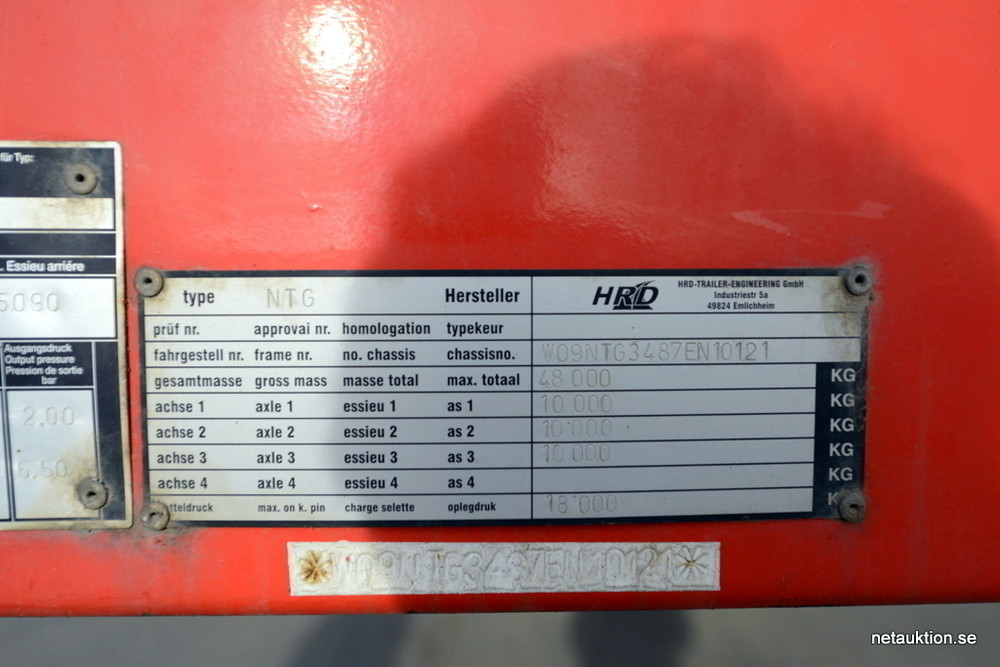 für Typ:
. Essieu arriére
5090
Ausgangsdruck
Output pressure
Pression de sortie
bar
2.00
6.50
type NTG Hersteller HRD HRD-TRAILER-ENGINEERING GmbH
Industriestr 5a
49824 Emlichheim
prüf nr. approvai nr. homologation typekeur
fahrgestell nr. frame nr. no. chassis chassisno. W09NTG3487EN10121
gesamtmasse gross mass masse total max. totaal 48 000 KG
achse 1 axle 1 essieu 1 as 1 10 000 KG
achse 2 axle 2 essieu 2 as 2 10 000 KG
achse 3 axle 3 essieu 3 as 3 10 000 KG
achse 4 axle 4 essieu 4 as 4 KG
tteldruck max. on k. pin charge selette oplegdruk 18 000 K
*W09NTG3487EN10121*
netauktion.se